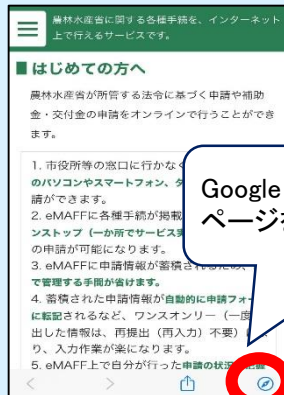 農林水産省に関する各種手続を、インターネット
上で行えるサービスです。
はじめての方へ
農林水産省が所管する法令に基づく申請や補助
金・交付金の申請をオンラインで行うことができ
ます。
1. 市役所等の窓口に行かなく
のパソコンやスマートフォン、タ
請ができます。
2. eMAFFに各種手続が掲載
ンストップ（一か所でサービス実
の申請が可能になります。
3. eMAFFに申請情報が蓄積されるため、
で管理する手間が省けます。
4. 蓄積された申請情報が自動的に申請フォー
に転記されるなど、ワンスオンリー（一度
出した情報は、再提出（再入力）不要）
り、入力作業が楽になります。
5. eMAFF上で自分が行った申請の状況
Google
ページを